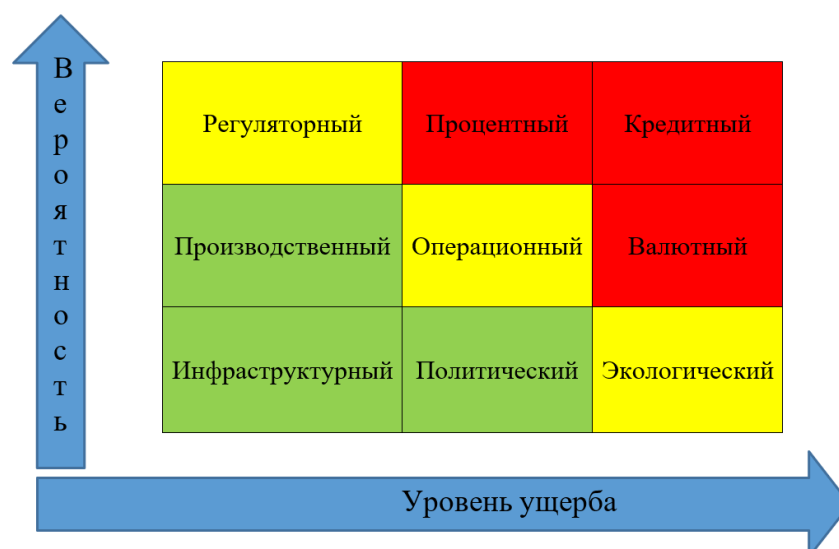 Вероятность
Регуляторный Процентный Кредитный
Производственный Операционный Валютный
Инфраструктурный Политический Экологический
Уровень ущерба